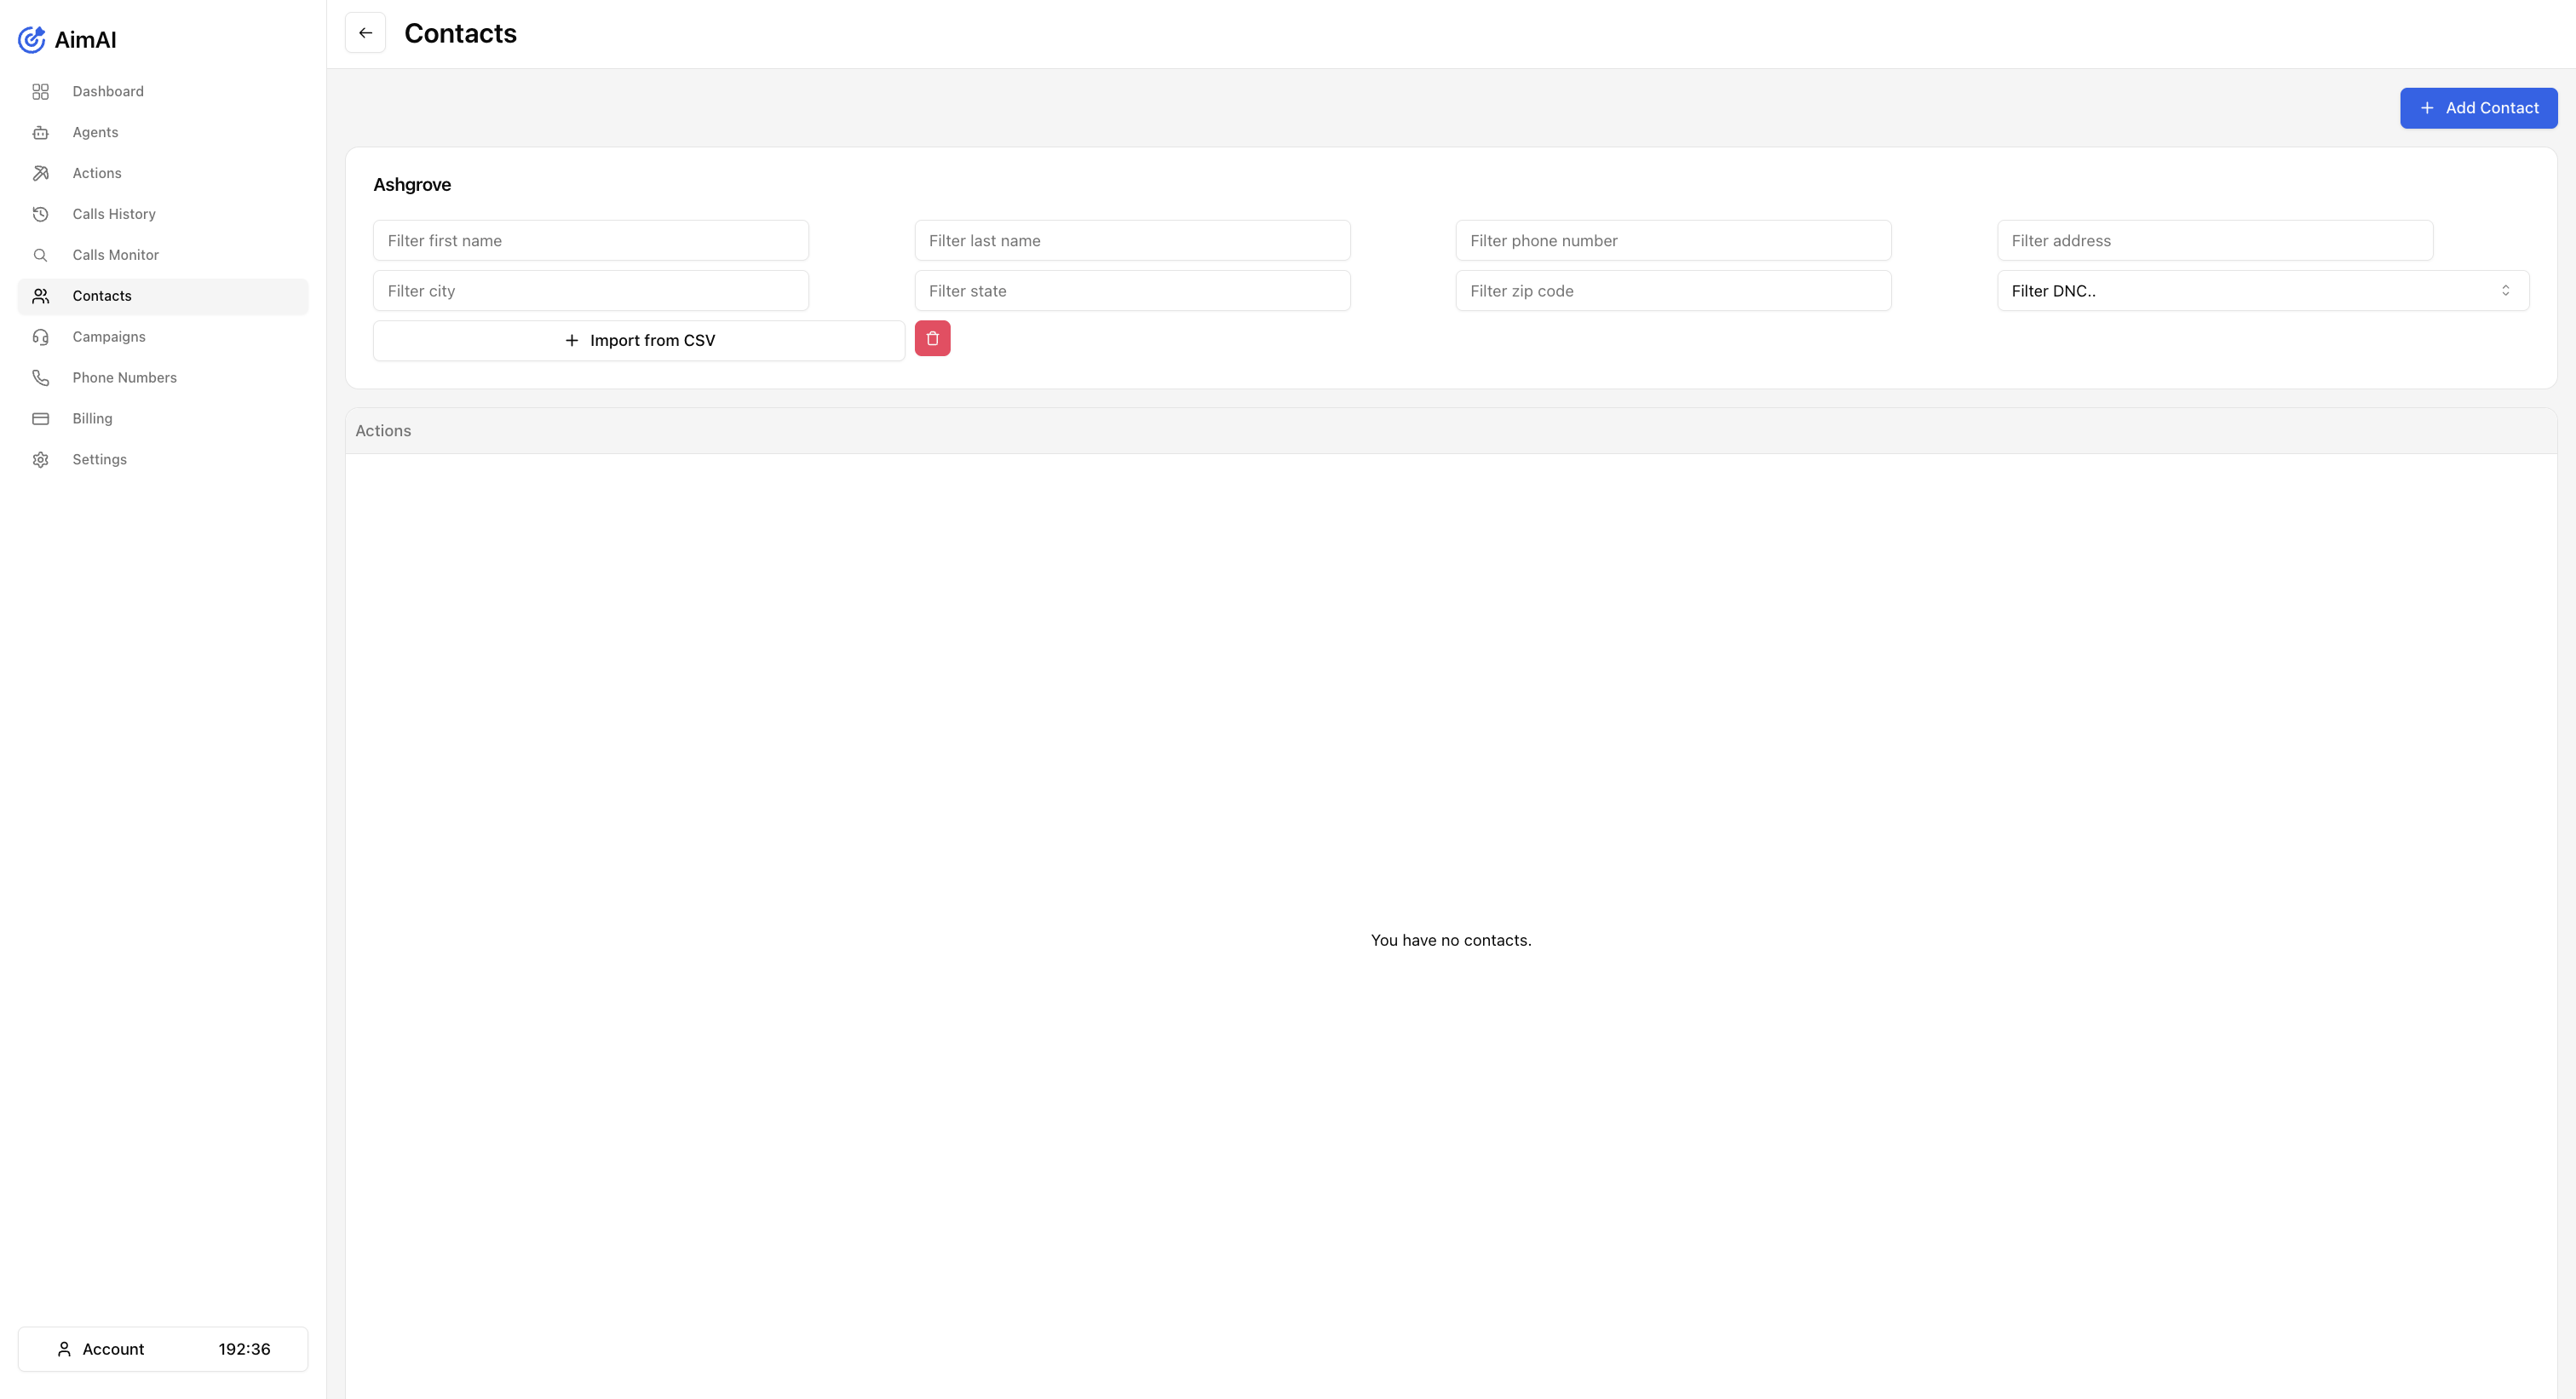 AimAI
Dashboard
Agents
Actions
Calls History
Calls Monitor
Contacts
Campaigns
Phone Numbers
Billing
Settings
Account 192:36
Contacts
Add Contact
Ashgrove
Filter first name Filter last name Filter phone number Filter address
Filter city Filter state Filter zip code Filter DNC..
Import from CSV
Actions
You have no contacts.